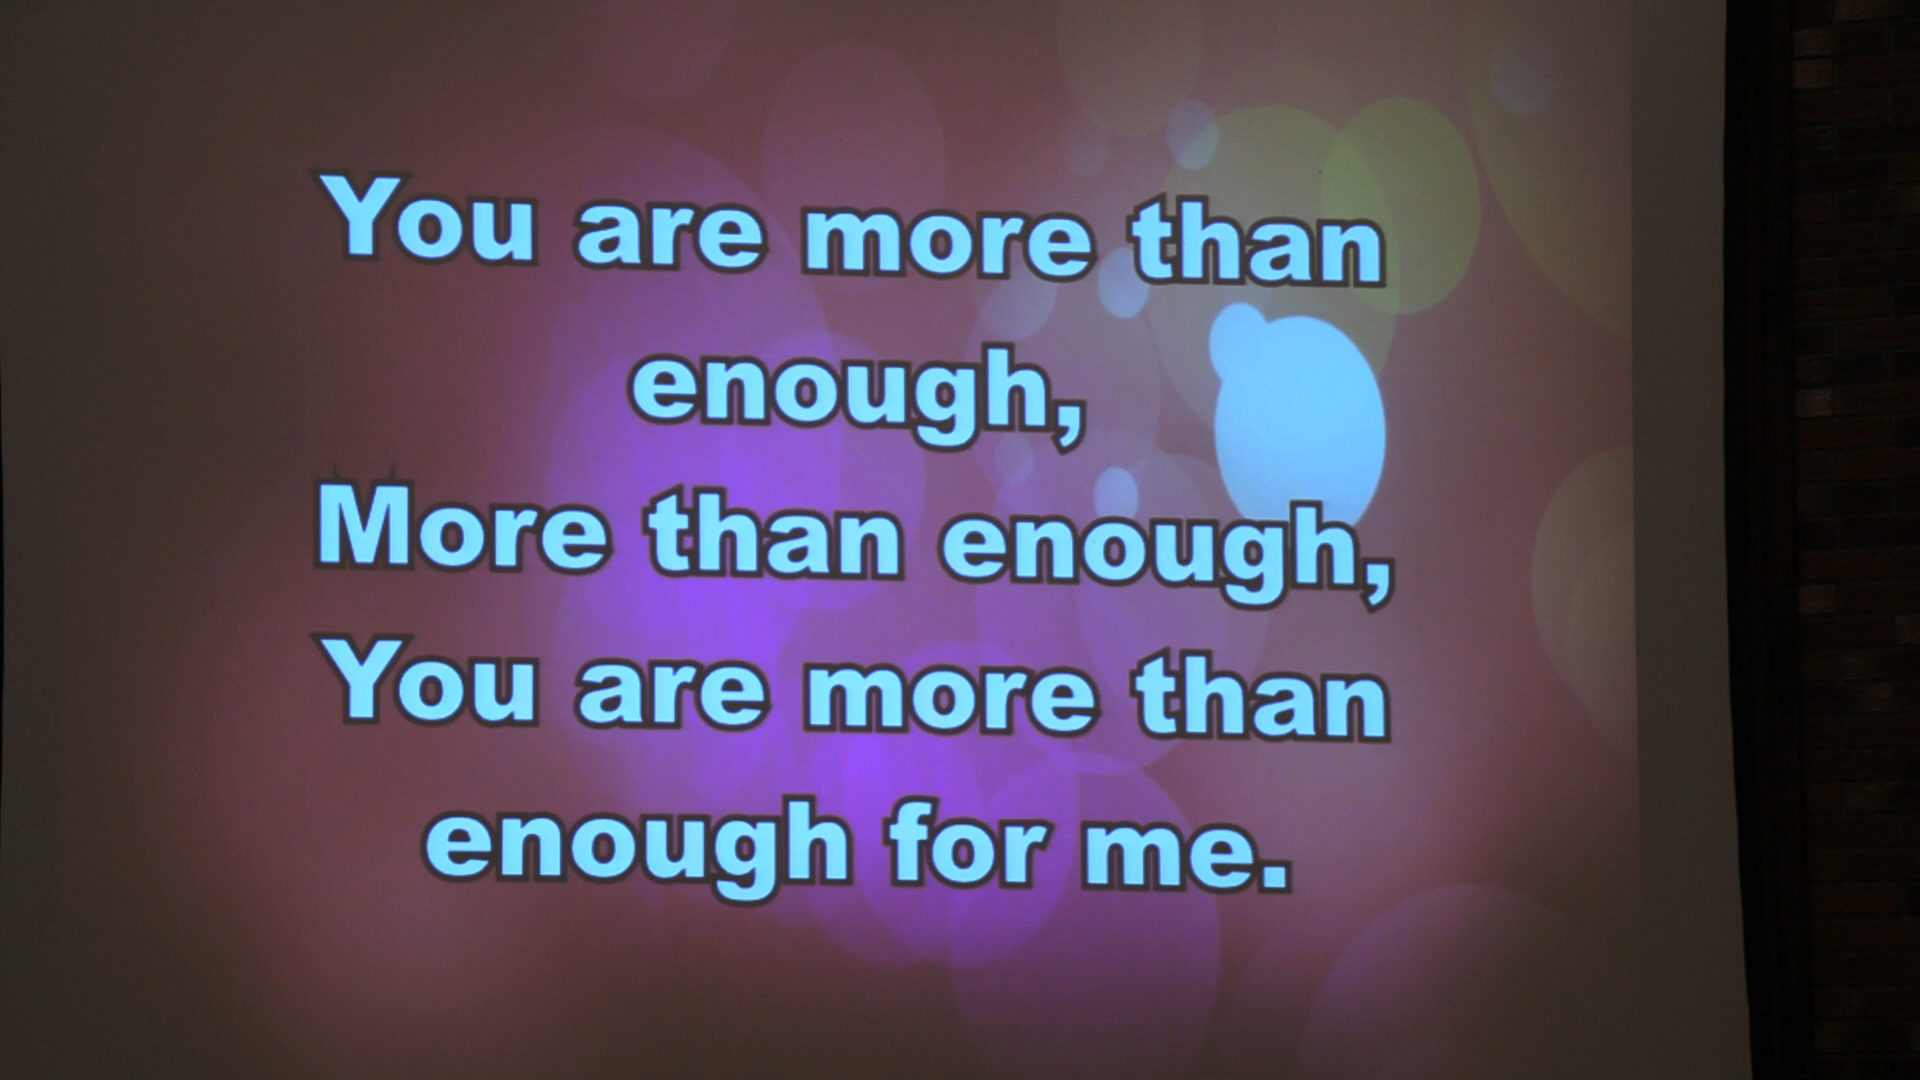 You are more than
enough,
More than enough,
You are more than
enough for me.